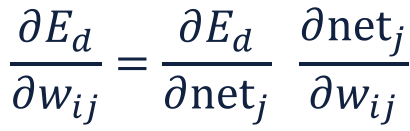 ∂E_d/∂w_ij = ∂E_d/∂net_j ∂net_j/∂w_ij